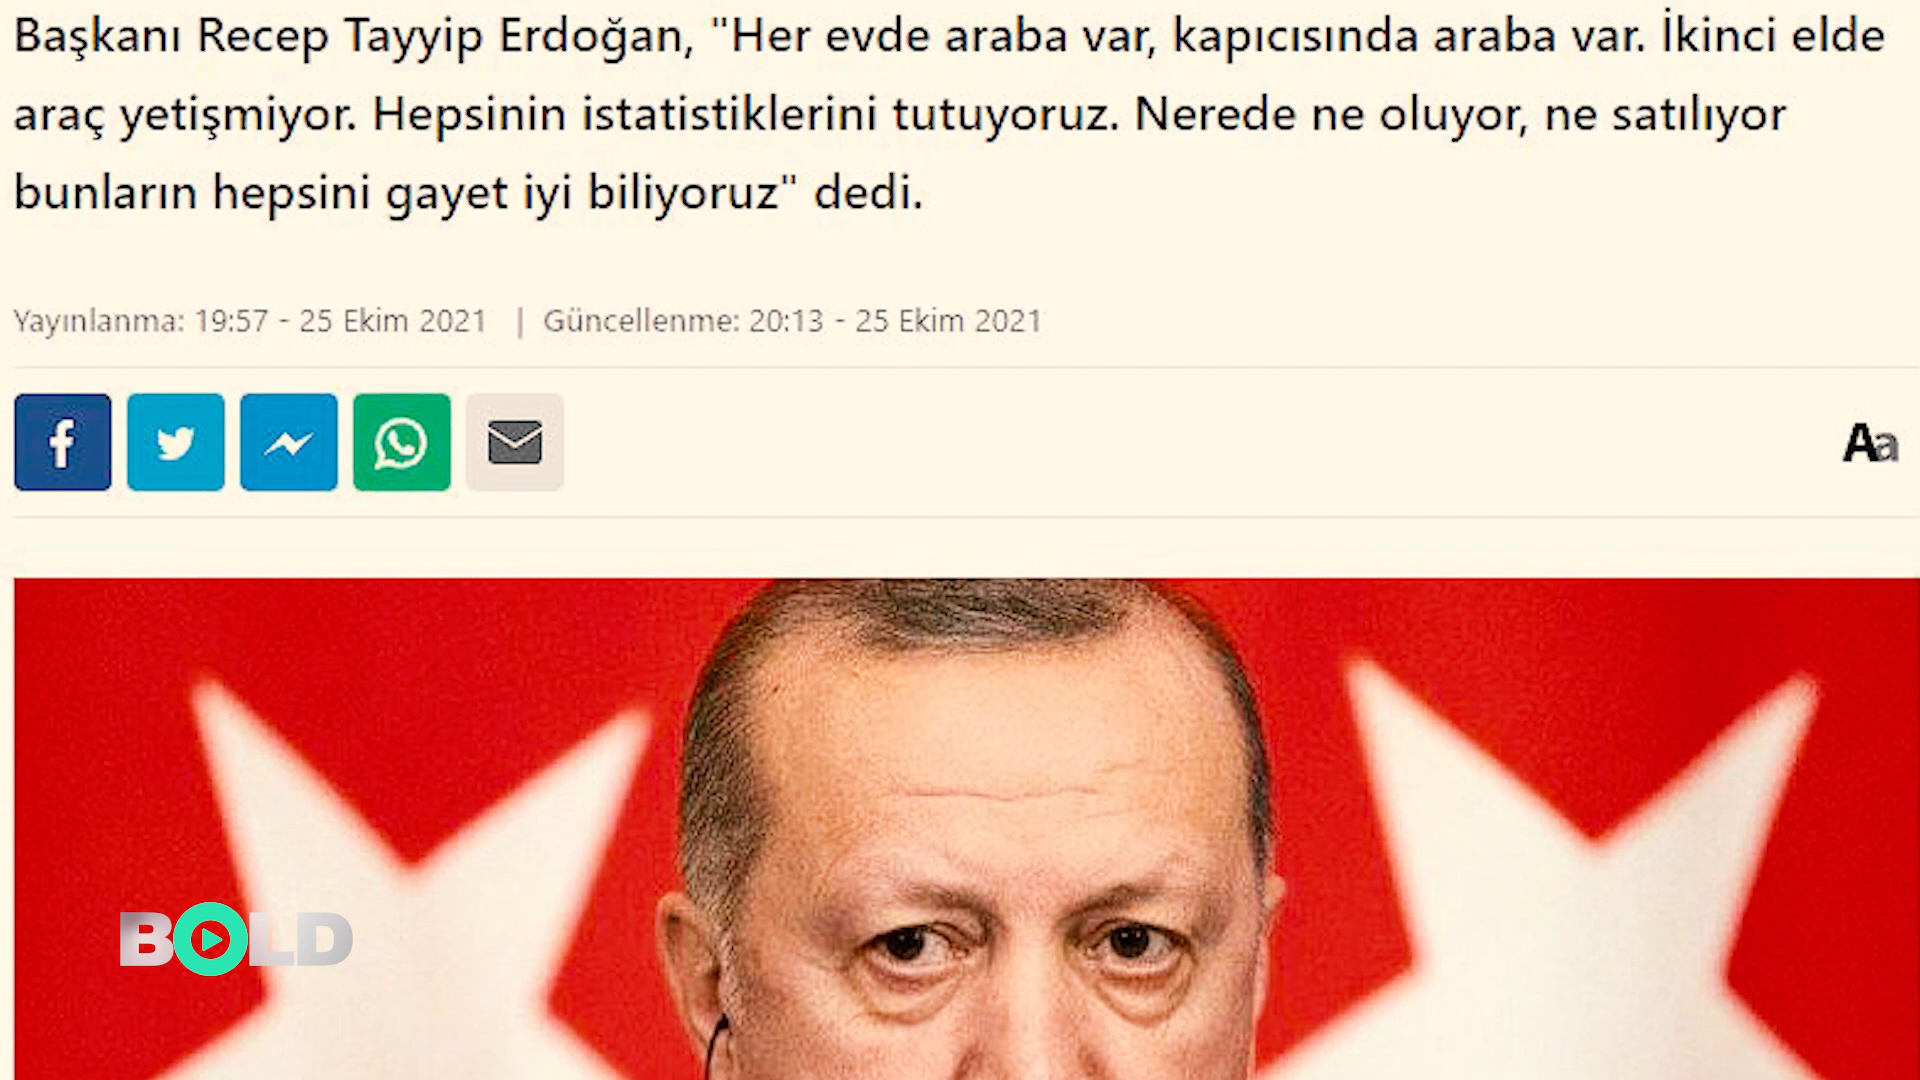 Başkanı Recep Tayyip Erdoğan, "Her evde araba var, kapıcısında araba var. İkinci elde
araç yetişmiyor. Hepsinin istatistiklerini tutuyoruz. Nerede ne oluyor, ne satılıyor
bunların hepsini gayet iyi biliyoruz" dedi.
Yayınlanma: 19:57 - 25 Ekim 2021 | Güncellenme: 20:13 - 25 Ekim 2021
Aa
BOLD